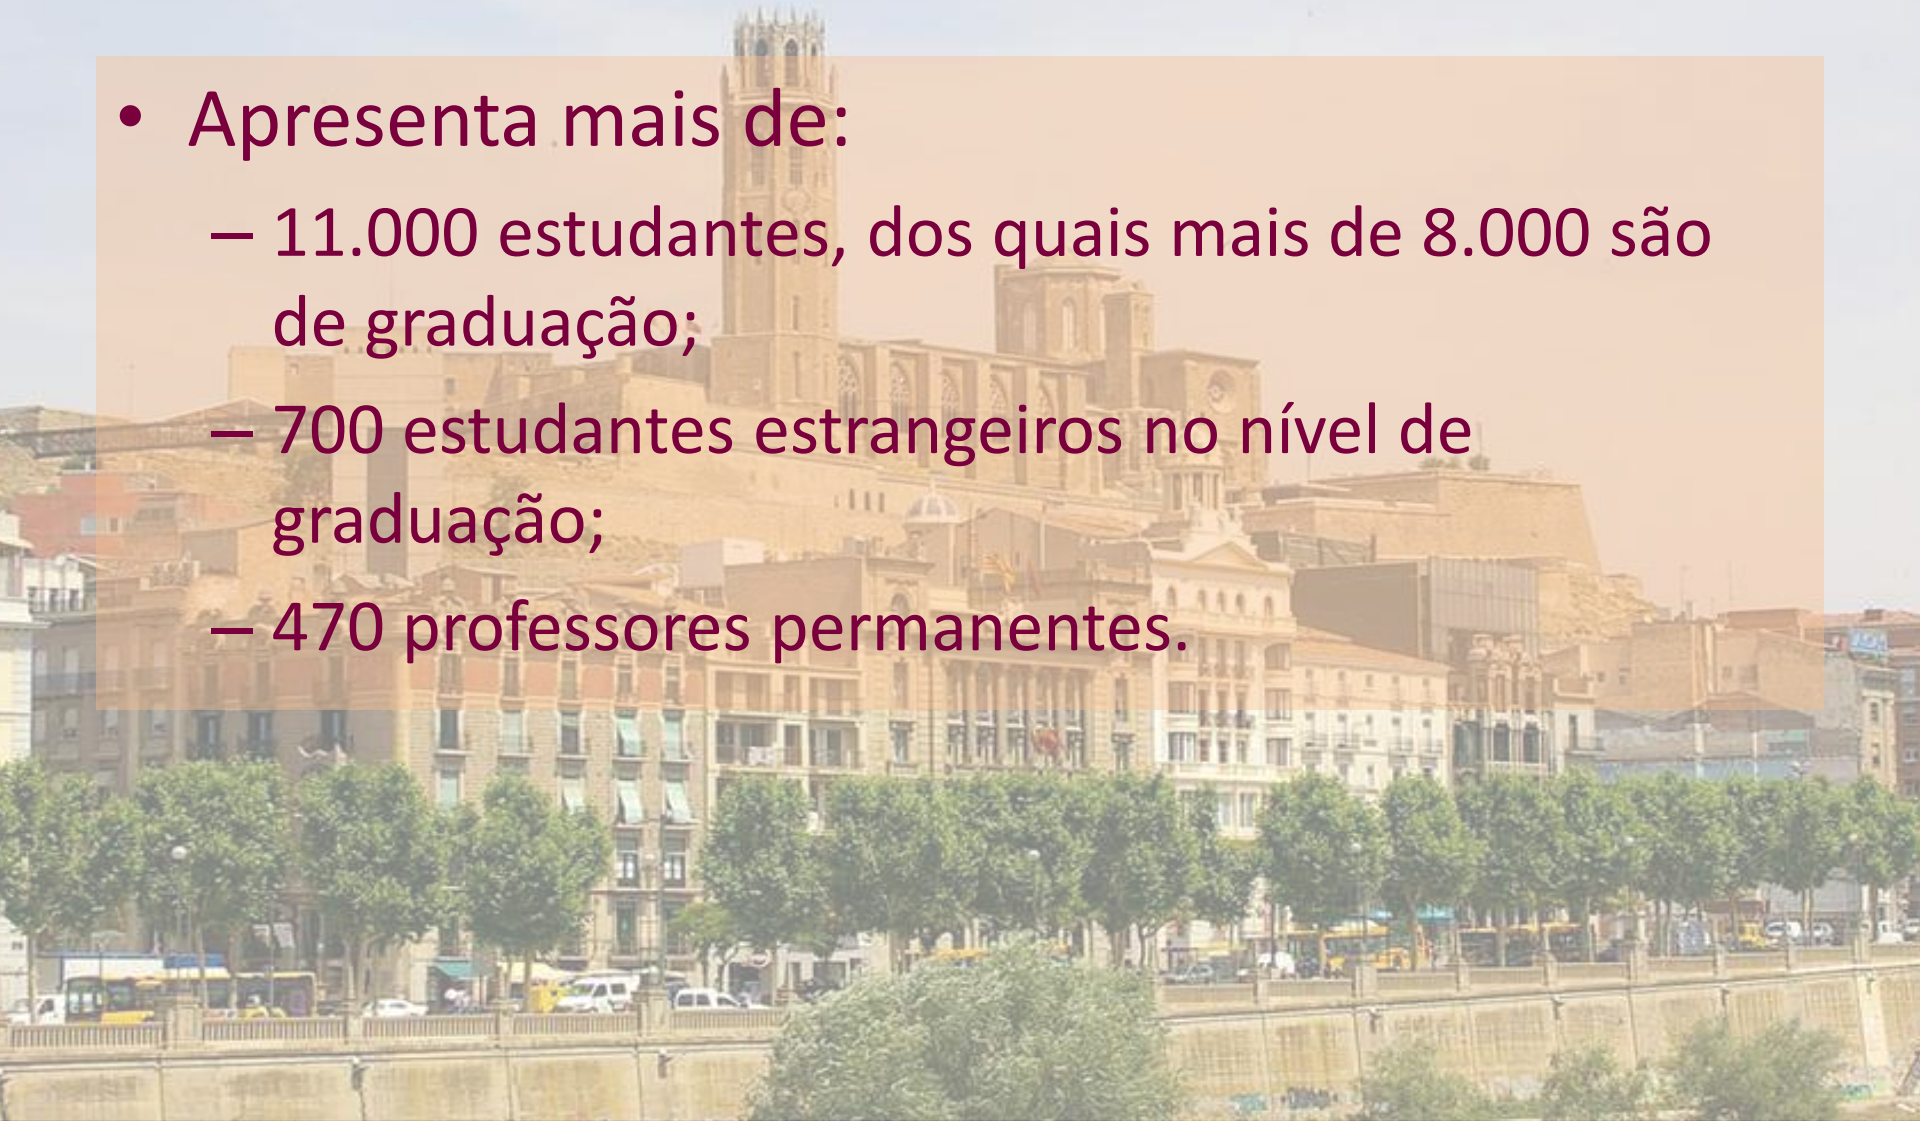 • Apresenta mais de:
– 11.000 estudantes, dos quais mais de 8.000 são
de graduação;
– 700 estudantes estrangeiros no nível de
graduação;
– 470 professores permanentes.